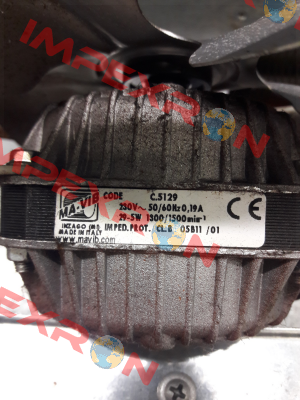 IMPEXRON
MA.VIB
CODE C.5129
230V~ 50/60Hz 0,19A
29-5W 1300/1500min-¹
INZAGO (MI) IMPED.PROT. CL.B 05B11 /01
MADE IN ITALY
www.mavib.com
CE
IMPEXRON
IMPEXRON